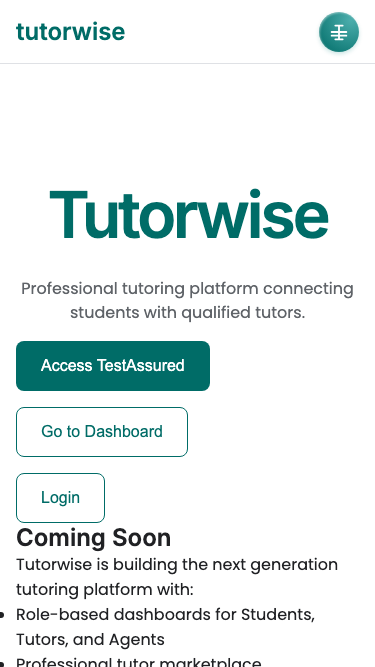 tutorwise
Tutorwise
Professional tutoring platform connecting
students with qualified tutors.
Access TestAssured
Go to Dashboard
Login
Coming Soon
Tutorwise is building the next generation
tutoring platform with:
Role-based dashboards for Students,
Tutors, and Agents
Professional tutor marketplace